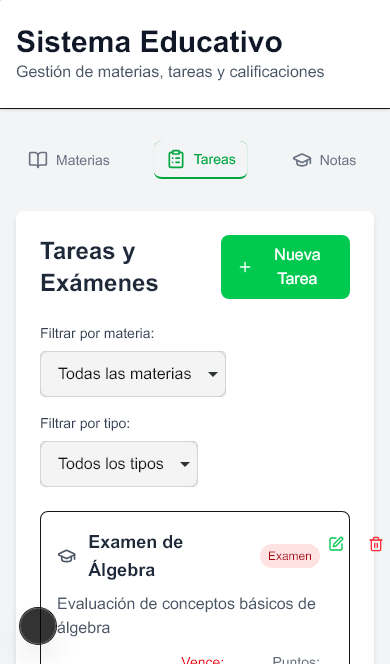 Sistema Educativo
Gestión de materias, tareas y calificaciones
Materias
Tareas
Notas
Tareas y
Exámenes
Nueva
Tarea
Filtrar por materia:
Todas las materias
Filtrar por tipo:
Todos los tipos
Examen de
Álgebra
Examen
Evaluación de conceptos básicos de
álgebra
Vence:
Puntos: